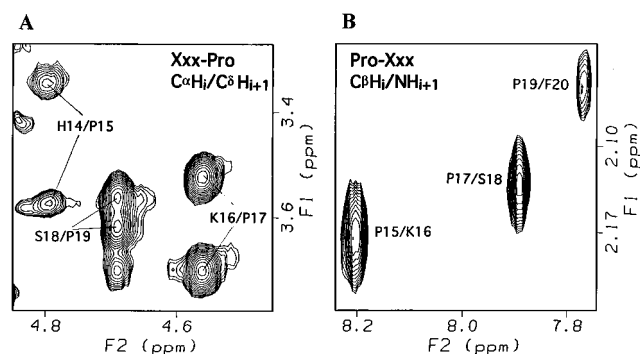 A
B
Xxx-Pro
CαHi/CδHi+1
H14/P15
S18/P19
K16/P17
3.4
3.6
F1 (ppm)
4.8
4.6
F2 (ppm)
Pro-Xxx
CβHi/NHi+1
P19/F20
P17/S18
P15/K16
2.10
2.17
F1 (ppm)
8.2
8.0
7.8
F2 (ppm)